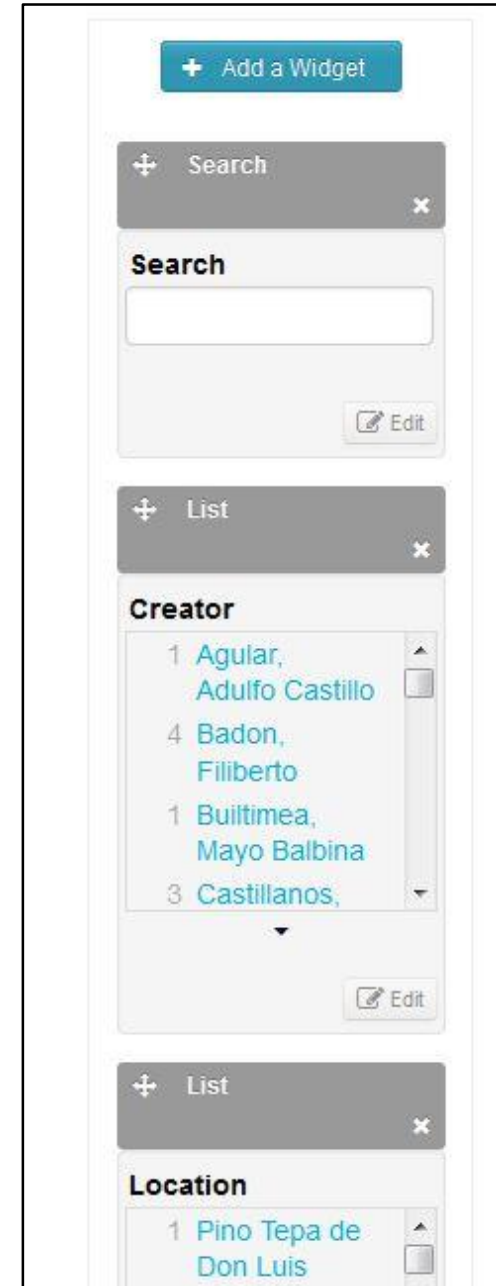 Add a Widget
Search
Search
Edit
List
Creator
1 Agular,
Adulfo Castillo
4 Badon,
Filiberto
1 Builtimea,
Mayo Balbina
3 Castillanos,
Edit
List
Location
1 Pino Tepa de
Don Luis